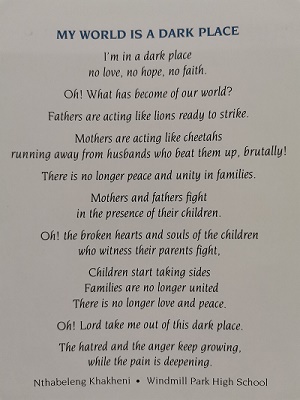 MY WORLD IS A DARK PLACE
I'm in a dark place
no love, no hope, no faith.
Oh! What has become of our world?
Fathers are acting like lions ready to strike.
Mothers are acting like cheetahs
running away from husbands who beat them up, brutally!
There is no longer peace and unity in families.
Mothers and fathers fight
in the presence of their children.
Oh! the broken hearts and souls of the children
who witness their parents fight,
Children start taking sides
Families are no longer united
There is no longer love and peace.
Oh! Lord take me out of this dark place.
The hatred and the anger keep growing,
while the pain is deepening.
Nthabeleng Khakheni • Windmill Park High School